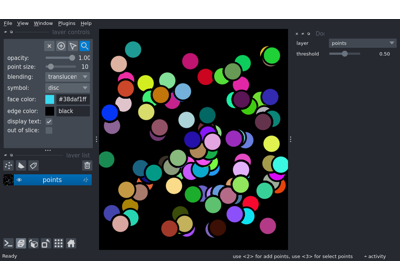 File View Window Plugins Help
layer controls
opacity: 1.00
point size: 10
blending: translucen
symbol: disc
face color: #38daf1ff
edge color: black
display text: ✓
out of slice:
layer list
points
layer points
threshold 0.50
Ready
use <2> for add points, use <3> for select points
activity